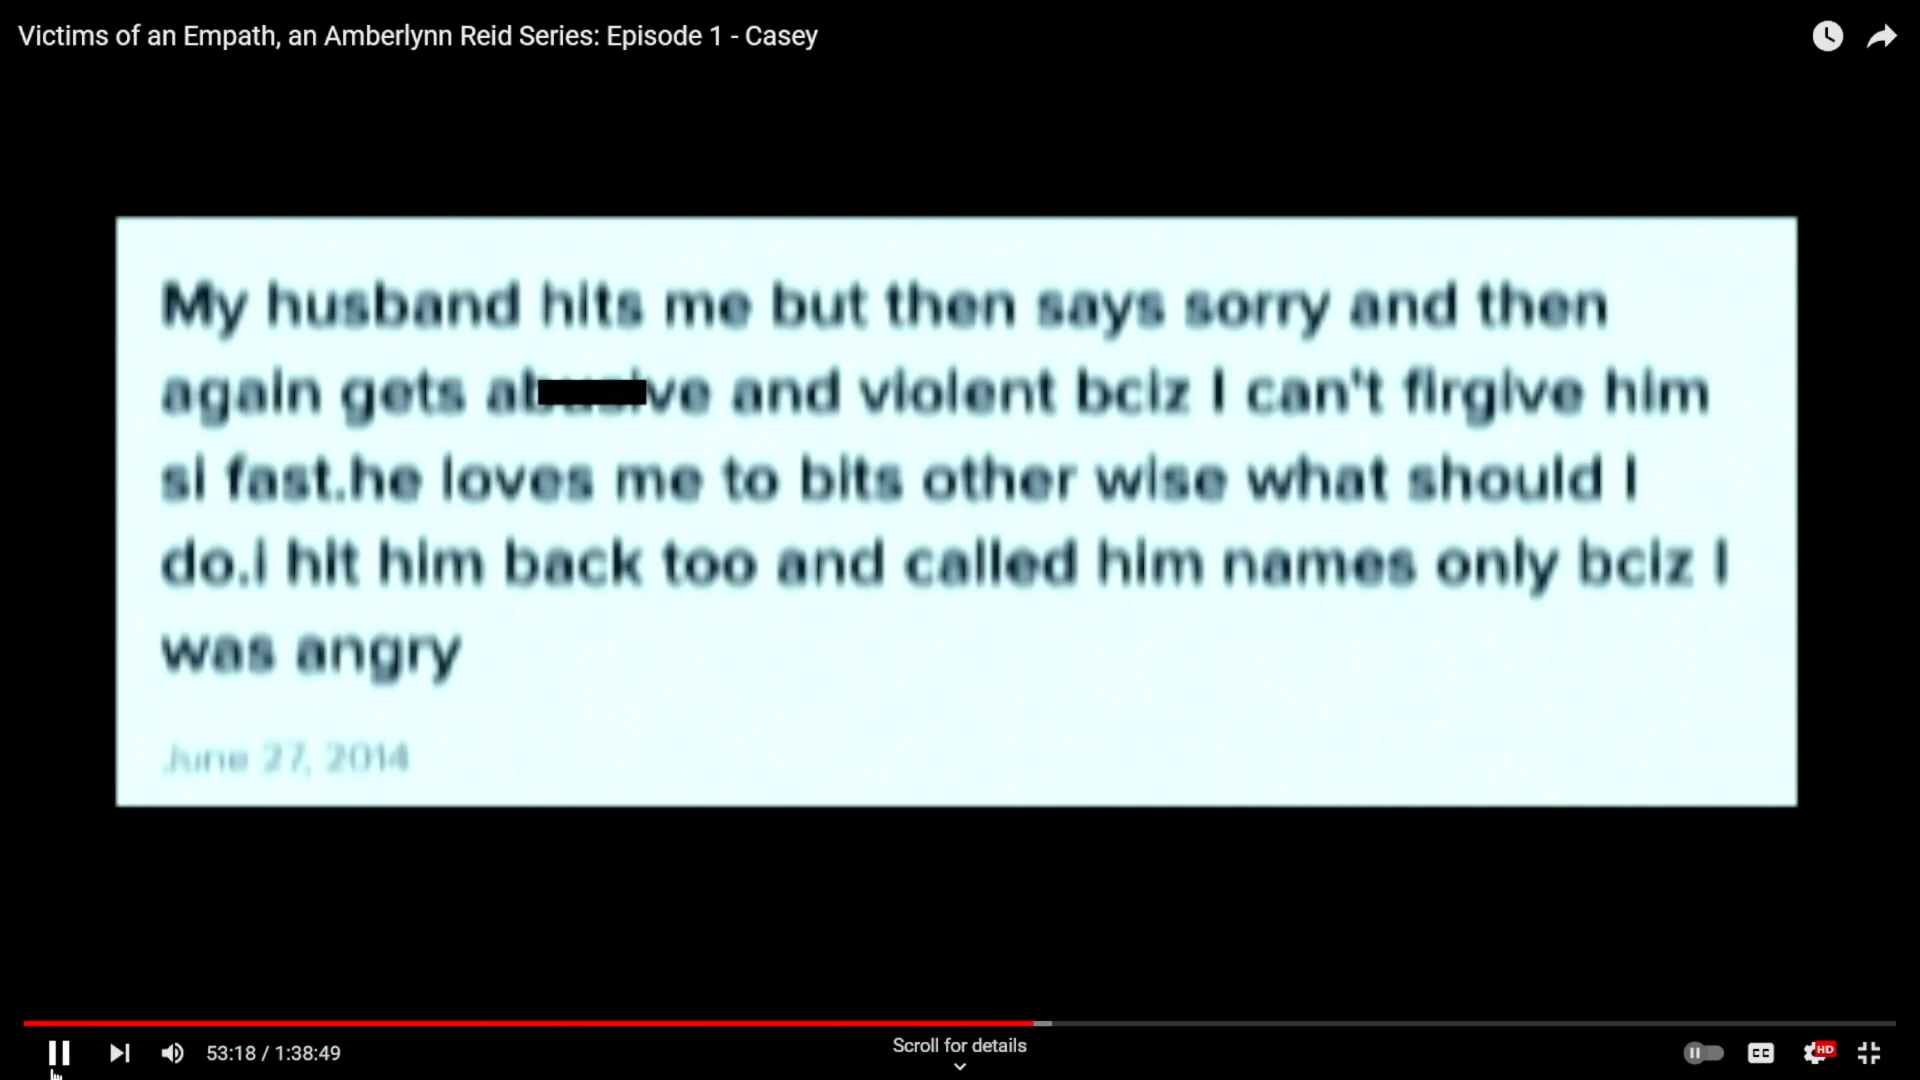 Victims of an Empath, an Amberlynn Reid Series: Episode 1 - Casey
My husband hits me but then says sorry and then
again gets abusive and violent bciz I can't firgive him
si fast.he loves me to bits other wise what should I
do.i hit him back too and called him names only bciz I
was angry
June 27, 2014
53:18 / 1:38:49
Scroll for details
CC
HD